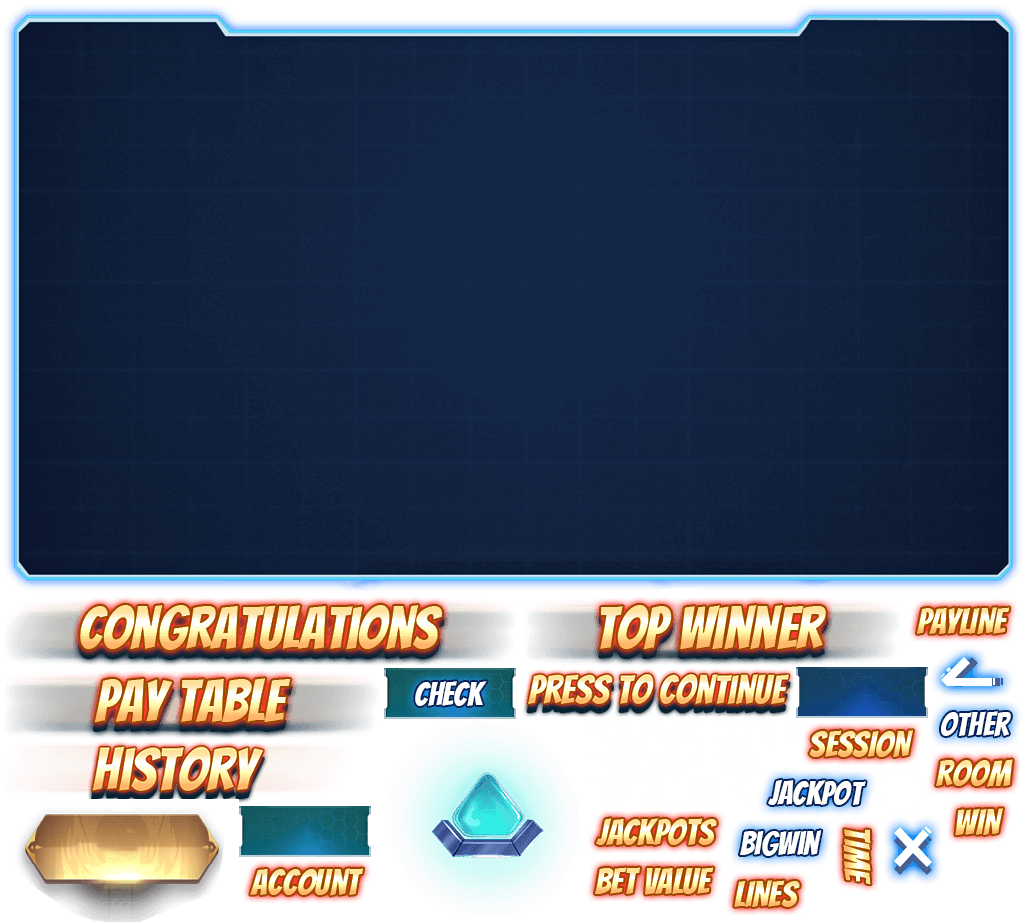 CONGRATULATIONS
TOP WINNER
PAYLINE
PAY TABLE
CHECK
PRESS TO CONTINUE
OTHER
SESSION
HISTORY
ROOM
JACKPOT
WIN
JACKPOTS
BIGWIN
TIME
ACCOUNT
BET VALUE
LINES